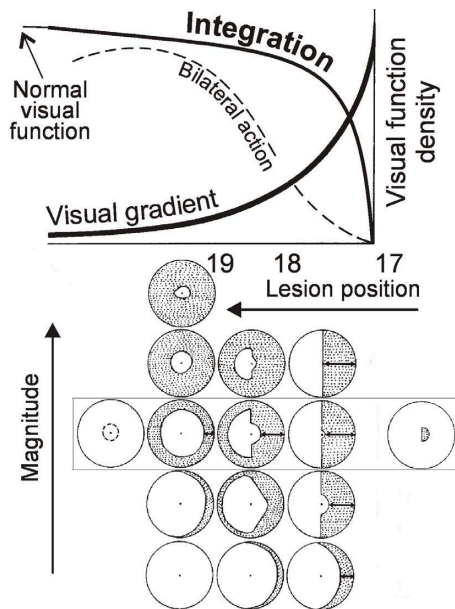 Integration
Normal
visual
function
Bilateral
action
Visual gradient
Visual function
density
19 18 17
Lesion position
Magnitude